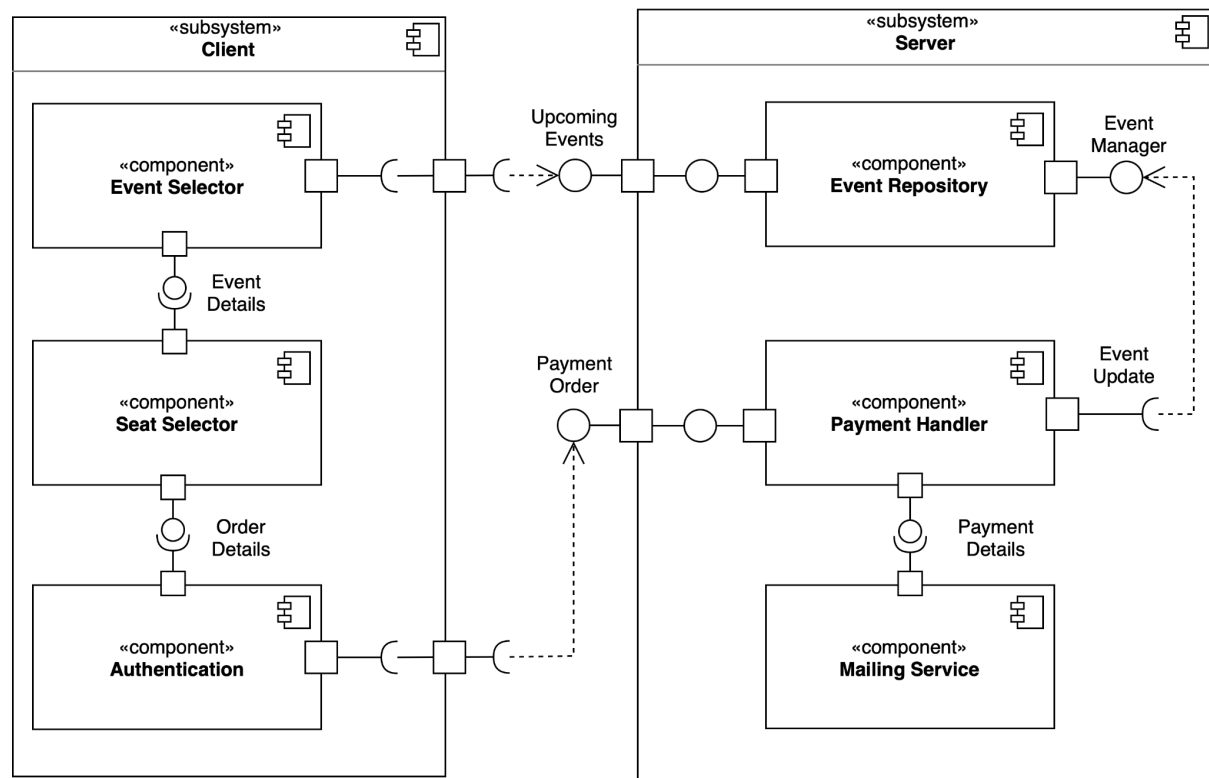 «subsystem»
Client
«component»
Event Selector
Event
Details
«component»
Seat Selector
Order
Details
«component»
Authentication
Upcoming
Events
Payment
Order
«subsystem»
Server
«component»
Event Repository
Event
Manager
«component»
Payment Handler
Event
Update
Payment
Details
«component»
Mailing Service